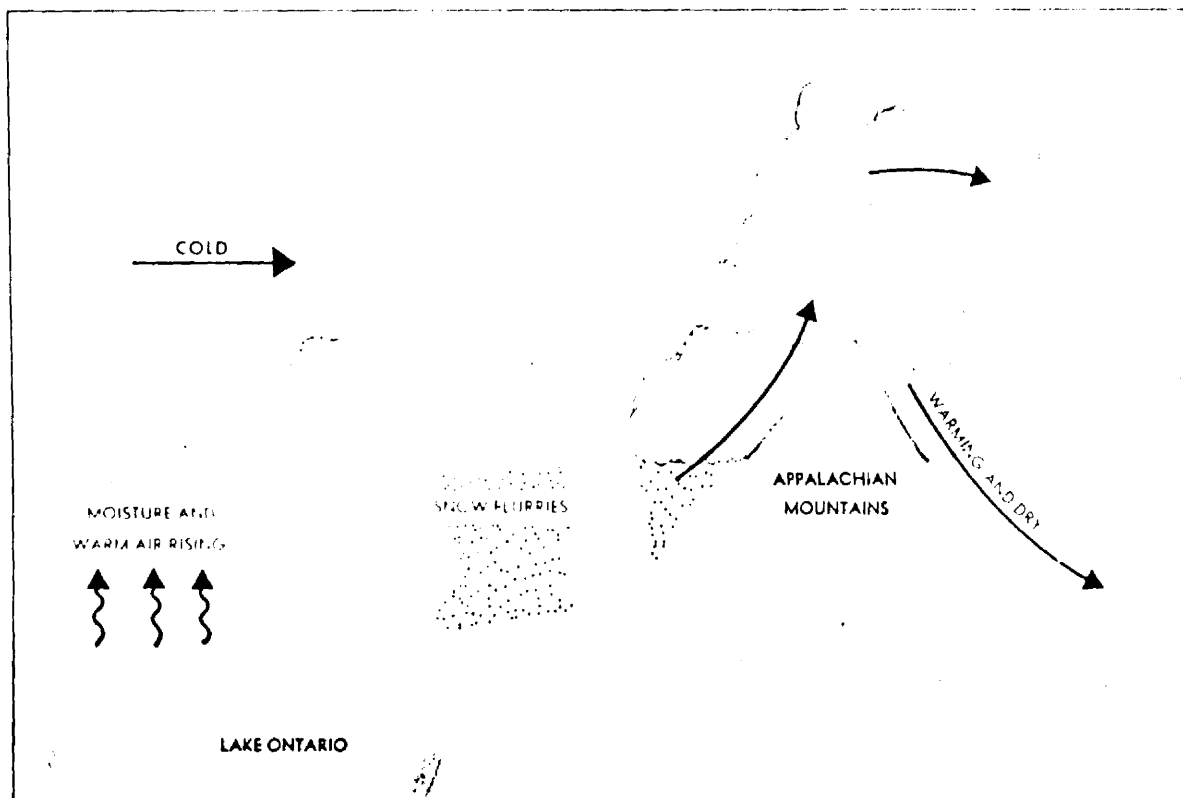 COLD
WARMING AND DRY
SNOW FLURRIES
APPALACHIAN
MOUNTAINS
MOISTURE AND
WARM AIR RISING
LAKE ONTARIO